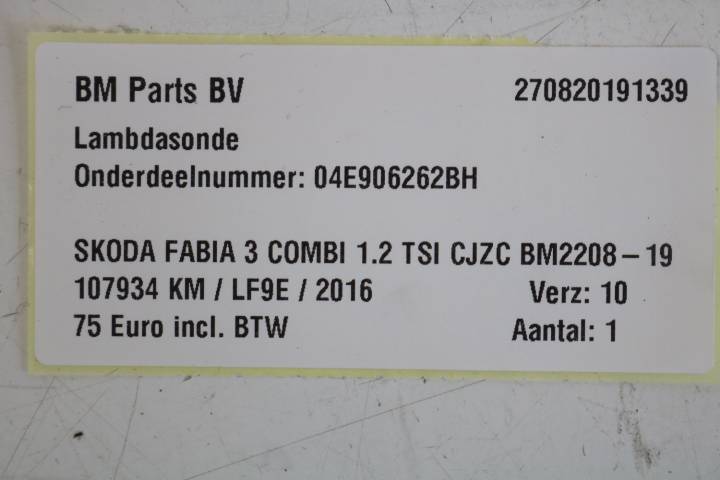 BM Parts BV 270820191339
Lambdasonde
Onderdeelnummer: 04E906262BH
SKODA FABIA 3 COMBI 1.2 TSI CJZC BM2208-19
107934 KM / LF9E / 2016 Verz: 10
75 Euro incl. BTW Aantal: 1